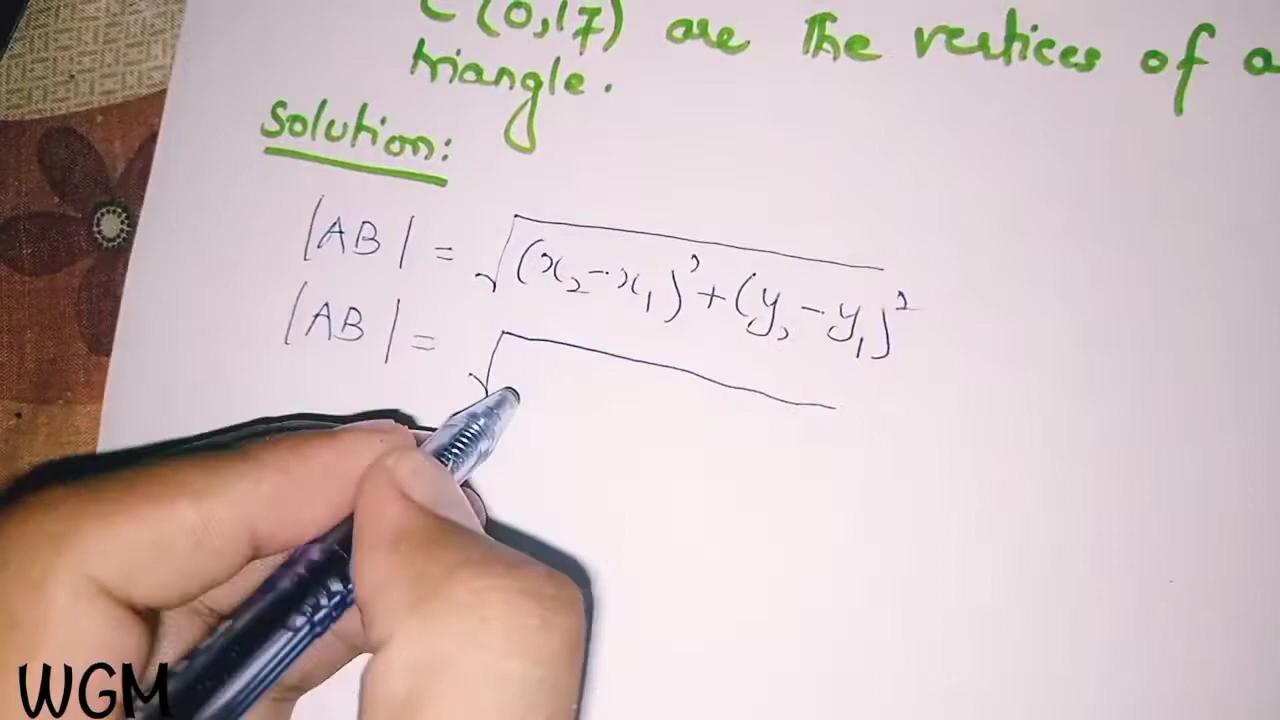 C(0,17) are the vertices of a
triangle.
Solution:
|AB| = √(x₂-x₁)²+(y₂-y₁)²
|AB| = √
WGM